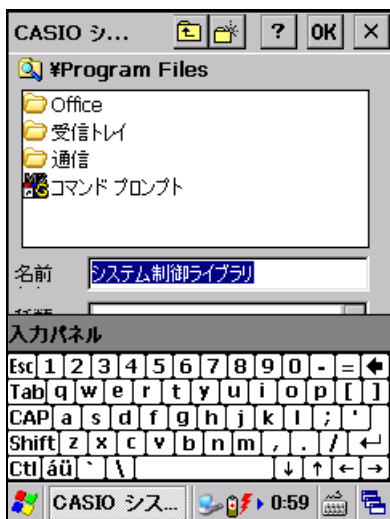 CASIO シ... ? OK ×
¥Program Files
Office
受信トレイ
通信
コマンド プロンプト
名前 システム制御ライブラリ
入力パネル
Esc 1 2 3 4 5 6 7 8 9 0 - =
Tab q w e r t y u i o p [ ]
CAP a s d f g h j k l ; '
Shift z x c v b n m , . /
Ctl áü ` \ ↓ ↑ ← →
CASIO シス... 0:59